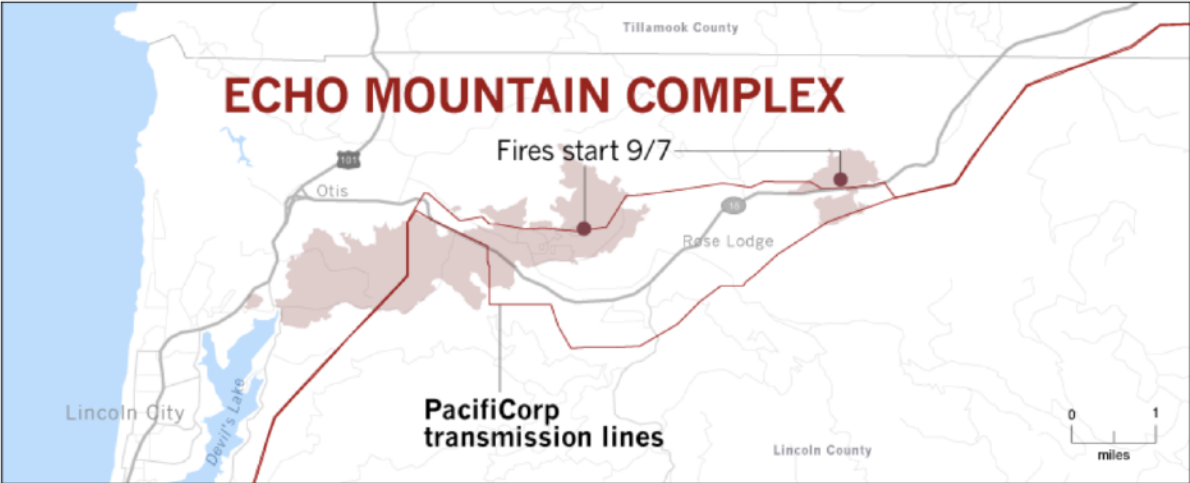 Tillamook County
ECHO MOUNTAIN COMPLEX
Fires start 9/7
101
Otis
18
Rose Lodge
Lincoln City
Devil's Lake
PacifiCorp
transmission lines
Lincoln County
0 1
miles